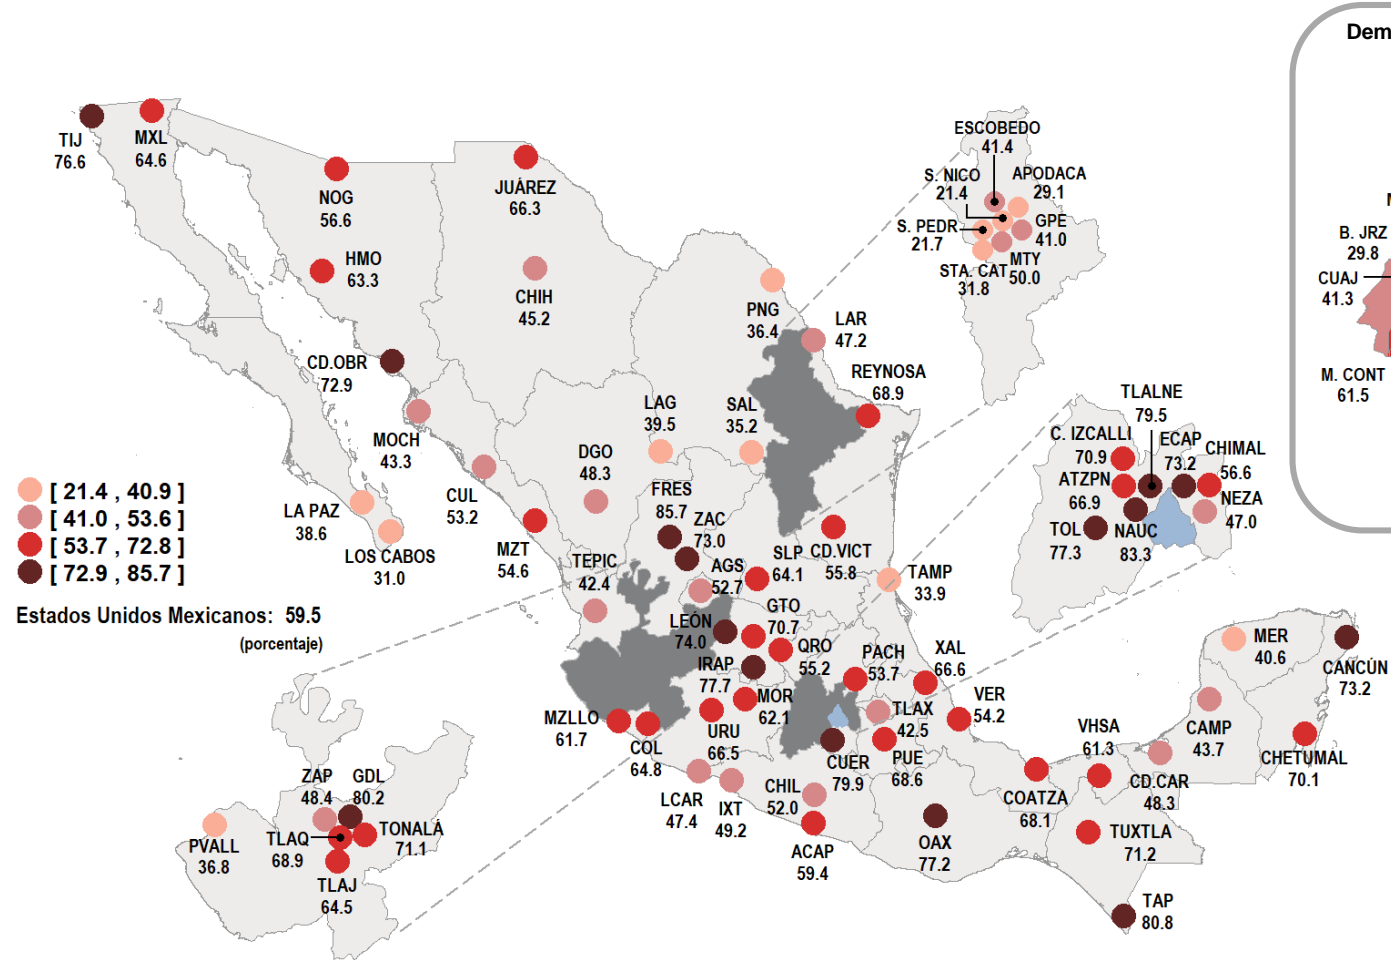 Dem
TIJ
76.6
MXL
64.6
NOG
56.6
HMO
63.3
JUÁREZ
66.3
CHIH
45.2
CD.OBR
72.9
MOCH
43.3
CUL
53.2
MZT
54.6
LA PAZ
38.6
LOS CABOS
31.0
PNG
36.4
LAR
47.2
REYNOSA
68.9
LAG
39.5
SAL
35.2
DGO
48.3
FRES
85.7
ZAC
73.0
TEPIC
42.4
AGS
52.7
SLP
64.1
CD.VICT
55.8
TAMP
33.9
ESCOBEDO
41.4
S. NICO
21.4
APODACA
29.1
S. PEDR
21.7
GPE
41.0
STA. CAT
31.8
MTY
50.0
B. JRZ
29.8
CUAJ
41.3
M. CONT
61.5
TLALNE
79.5
C. IZCALLI
70.9
ECAP
73.2
CHIMAL
56.6
ATZPN
66.9
NEZA
47.0
TOL
77.3
NAUC
83.3
[ 21.4 , 40.9 ]
[ 41.0 , 53.6 ]
[ 53.7 , 72.8 ]
[ 72.9 , 85.7 ]
Estados Unidos Mexicanos: 59.5
(porcentaje)
LEÓN
74.0
GTO
70.7
IRAP
77.7
QRO
55.2
PACH
53.7
XAL
66.6
VER
54.2
MOR
62.1
URU
66.5
MZLLO
61.7
COL
64.8
TLAX
42.5
PUE
68.6
CUER
79.9
LCAR
47.4
IXT
49.2
CHIL
52.0
ACAP
59.4
OAX
77.2
COATZA
68.1
VHSA
61.3
CD.CAR
48.3
CAMP
43.7
MER
40.6
CANCÚN
73.2
CHETUMAL
70.1
TUXTLA
71.2
TAP
80.8
ZAP
48.4
GDL
80.2
PVALL
36.8
TLAQ
68.9
TONALÁ
71.1
TLAJ
64.5